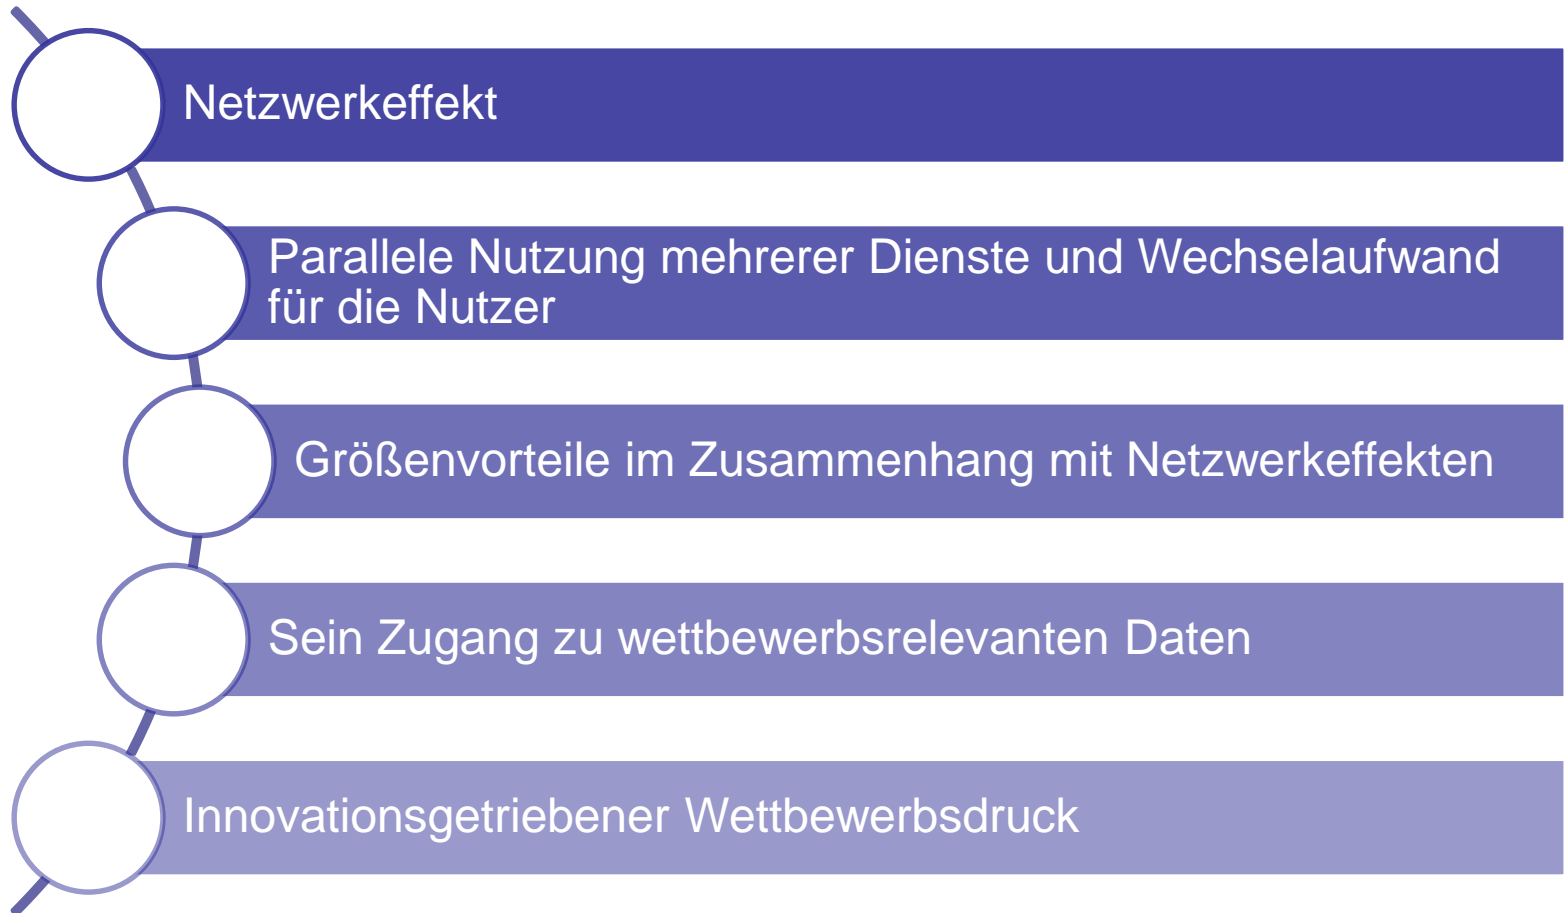 Netzwerkeffekt
Parallele Nutzung mehrerer Dienste und Wechselaufwand
für die Nutzer
Größenvorteile im Zusammenhang mit Netzwerkeffekten
Sein Zugang zu wettbewerbsrelevanten Daten
Innovationsgetriebener Wettbewerbsdruck